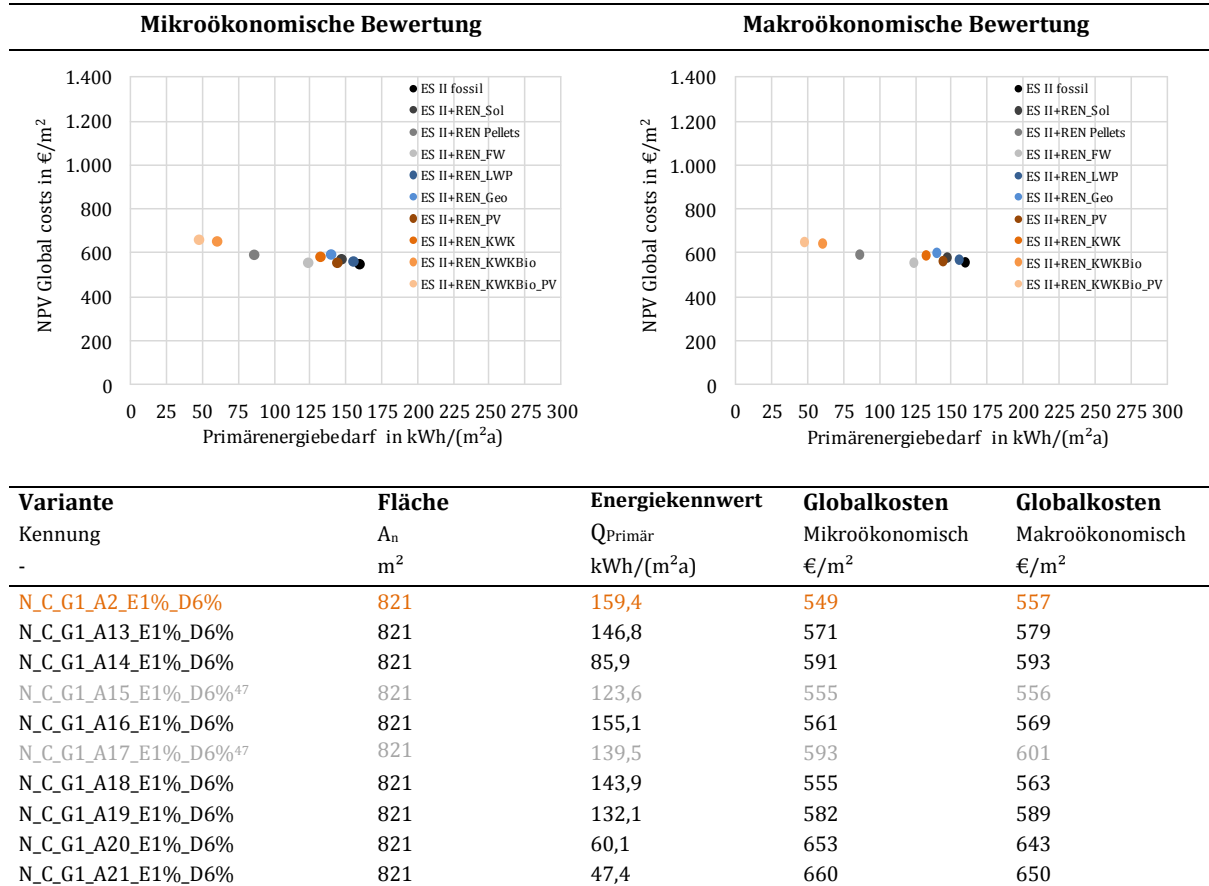 Mikroökonomische Bewertung
Makroökonomische Bewertung
NPV Global costs in €/m²
1.400
1.200
1.000
800
600
400
200
0
0 25 50 75 100 125 150 175 200 225 250 275 300
Primärenergiebedarf in kWh/(m²a)
ES II fossil
ES II+REN_Sol
ES II+REN Pellets
ES II+REN_FW
ES II+REN_LWP
ES II+REN_Geo
ES II+REN_PV
ES II+REN_KWK
ES II+REN_KWKBio
ES II+REN_KWKBio_PV
NPV Global costs in €/m²
1.400
1.200
1.000
800
600
400
200
0
0 25 50 75 100 125 150 175 200 225 250 275 300
Primärenergiebedarf in kWh/(m²a)
ES II fossil
ES II+REN_Sol
ES II+REN Pellets
ES II+REN_FW
ES II+REN_LWP
ES II+REN_Geo
ES II+REN_PV
ES II+REN_KWK
ES II+REN_KWKBio
ES II+REN_KWKBio_PV
Variante Fläche Energiekennwert Globalkosten Globalkosten
Kennung An QPrimär Mikroökonomisch Makroökonomisch
- m² kWh/(m²a) €/m² €/m²
N_C_G1_A2_E1%_D6% 821 159,4 549 557
N_C_G1_A13_E1%_D6% 821 146,8 571 579
N_C_G1_A14_E1%_D6% 821 85,9 591 593
N_C_G1_A15_E1%_D6%⁴⁷ 821 123,6 555 556
N_C_G1_A16_E1%_D6% 821 155,1 561 569
N_C_G1_A17_E1%_D6%⁴⁷ 821 139,5 593 601
N_C_G1_A18_E1%_D6% 821 143,9 555 563
N_C_G1_A19_E1%_D6% 821 132,1 582 589
N_C_G1_A20_E1%_D6% 821 60,1 653 643
N_C_G1_A21_E1%_D6% 821 47,4 660 650